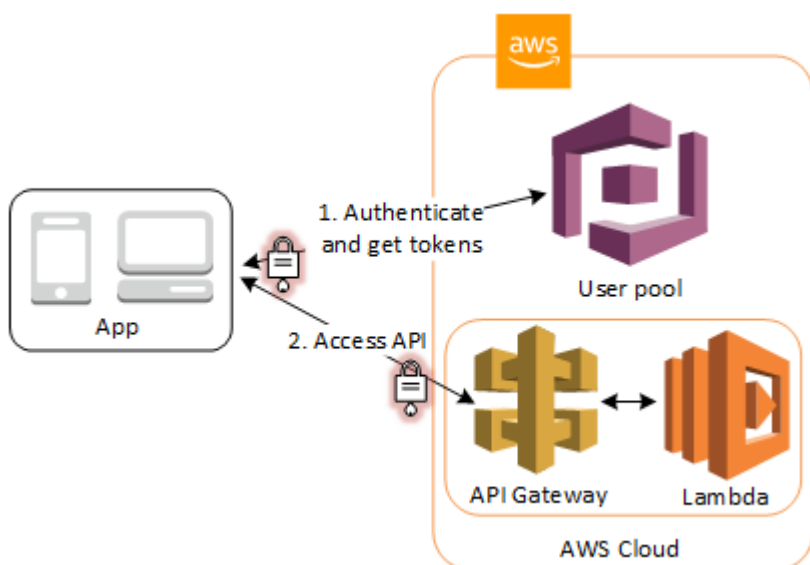 aws
1. Authenticate
and get tokens
User pool
App
2. Access API
API Gateway
Lambda
AWS Cloud